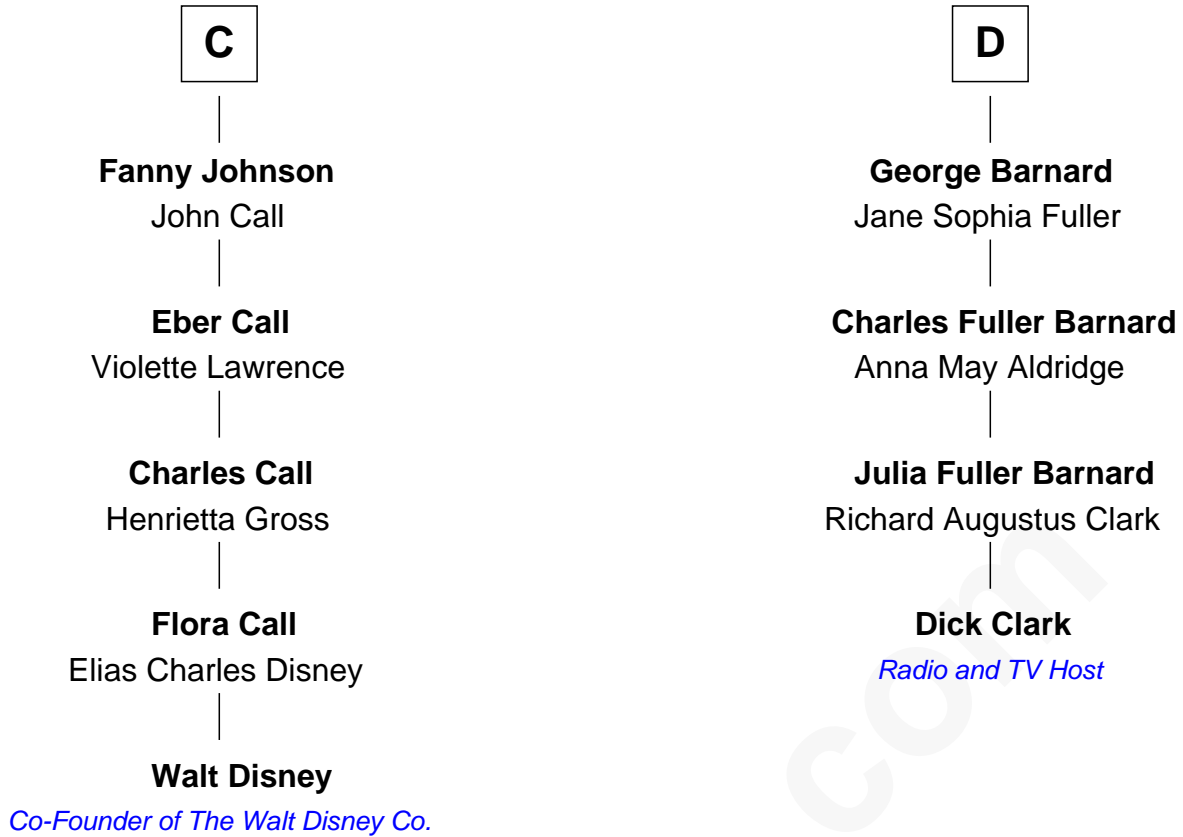 C
Fanny Johnson
John Call
Eber Call
Violette Lawrence
Charles Call
Henrietta Gross
Flora Call
Elias Charles Disney
Walt Disney
Co-Founder of The Walt Disney Co.
D
George Barnard
Jane Sophia Fuller
Charles Fuller Barnard
Anna May Aldridge
Julia Fuller Barnard
Richard Augustus Clark
Dick Clark
Radio and TV Host
com